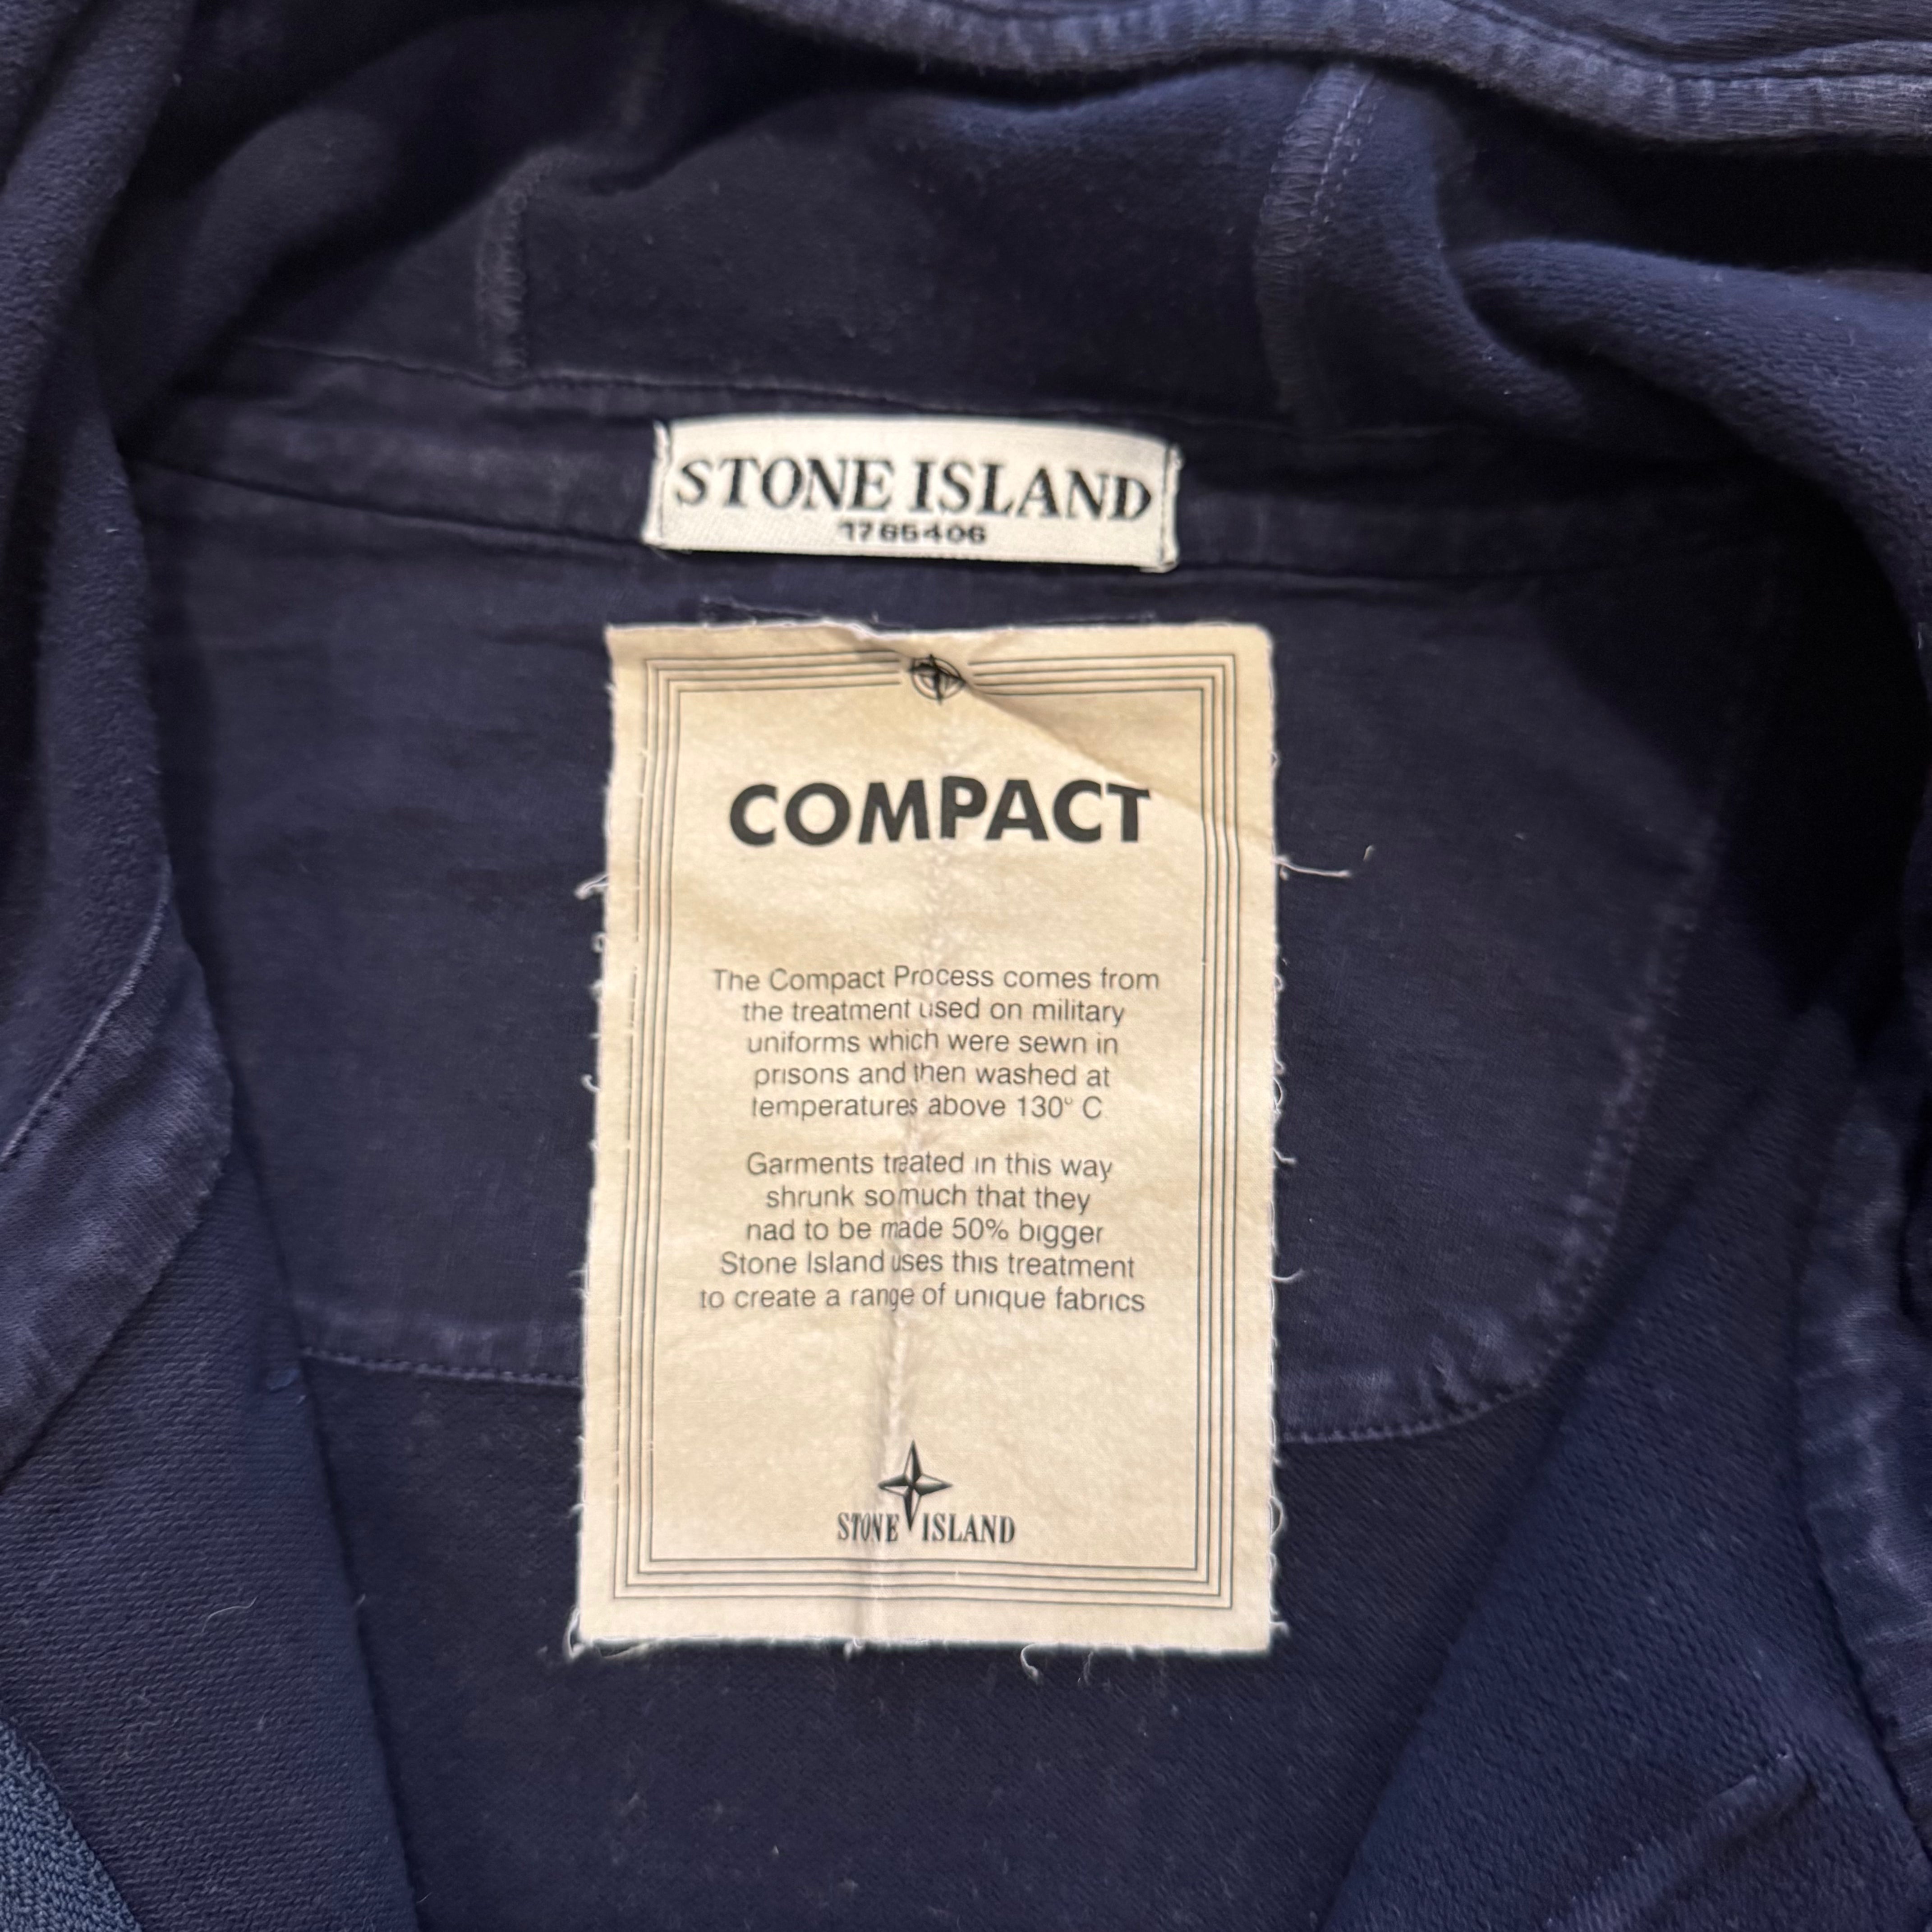 STONE ISLAND
1765406
COMPACT
The Compact Process comes from
the treatment used on military
uniforms which were sewn in
prisons and then washed at
temperatures above 130° C
Garments treated in this way
shrunk so much that they
had to be made 50% bigger
Stone Island uses this treatment
to create a range of unique fabrics
STONE ISLAND